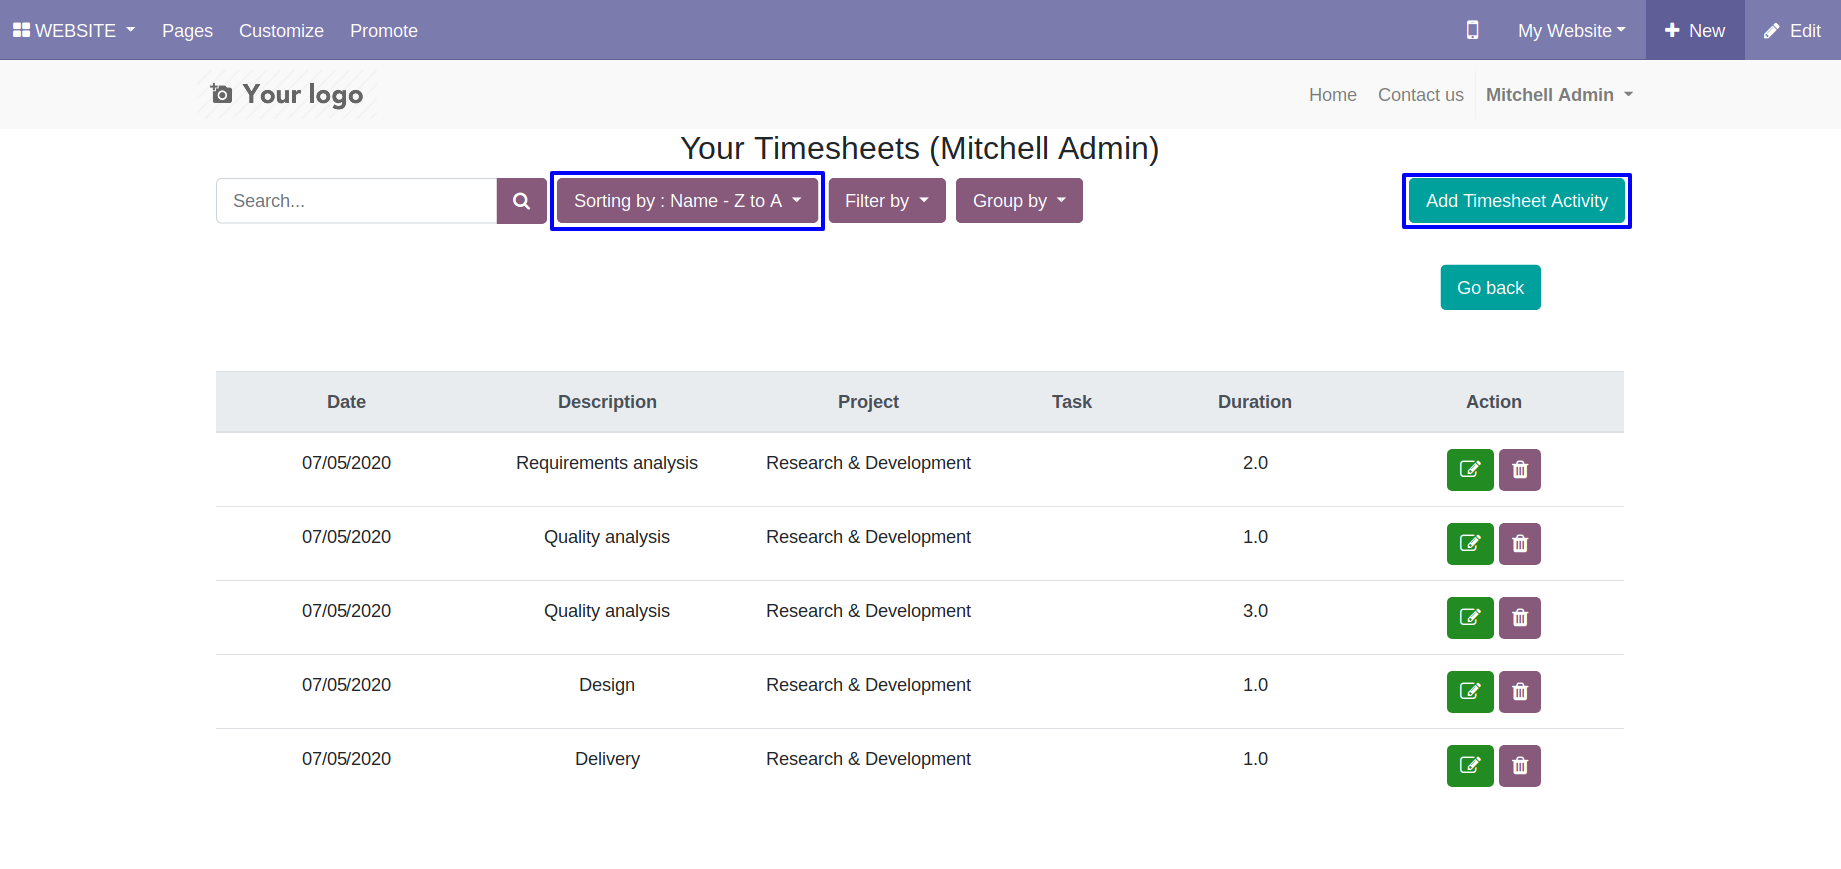 WEBSITE Pages Customize Promote My Website New Edit
Your logo Home Contact us Mitchell Admin
Your Timesheets (Mitchell Admin)
Search... Sorting by : Name - Z to A Filter by Group by Add Timesheet Activity
Go back
Date Description Project Task Duration Action
07/05/2020 Requirements analysis Research & Development 2.0
07/05/2020 Quality analysis Research & Development 1.0
07/05/2020 Quality analysis Research & Development 3.0
07/05/2020 Design Research & Development 1.0
07/05/2020 Delivery Research & Development 1.0